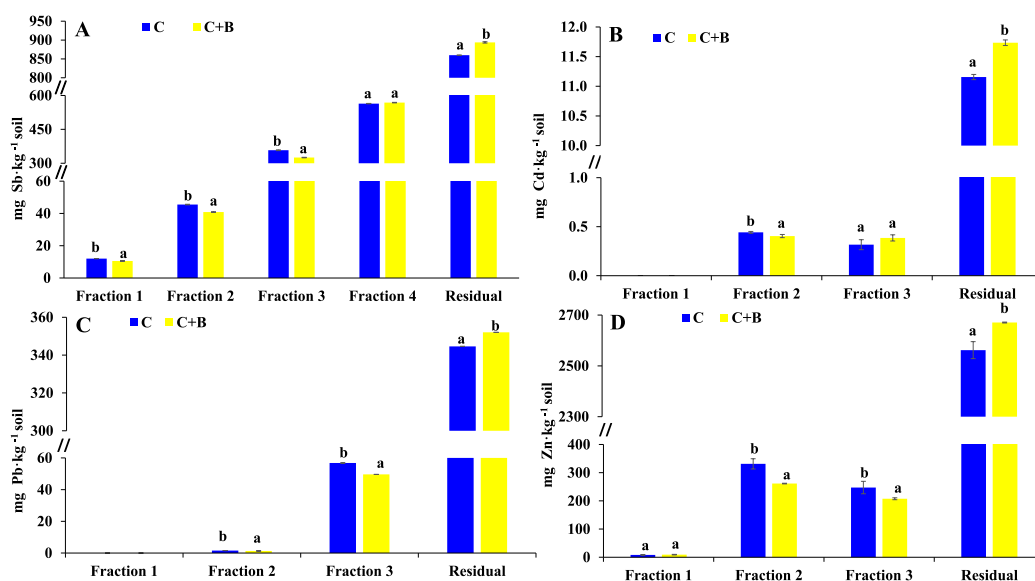 A
C
C+B
950
900
850
800
600
450
300
60
40
20
0
mg Sb·kg⁻¹ soil
b
a
b
a
b
a
a
a
a
b
Fraction 1
Fraction 2
Fraction 3
Fraction 4
Residual
B
C
C+B
12.0
11.5
11.0
10.5
10.0
1.0
0.5
0.0
mg Cd·kg⁻¹ soil
b
a
a
a
a
b
Fraction 1
Fraction 2
Fraction 3
Residual
C
C
C+B
360
340
320
300
60
40
20
0
mg Pb·kg⁻¹ soil
b
a
b
a
a
b
Fraction 1
Fraction 2
Fraction 3
Residual
D
C
C+B
2700
2500
2300
400
300
200
100
0
mg Zn·kg⁻¹ soil
a
a
b
a
b
a
a
b
Fraction 1
Fraction 2
Fraction 3
Residual